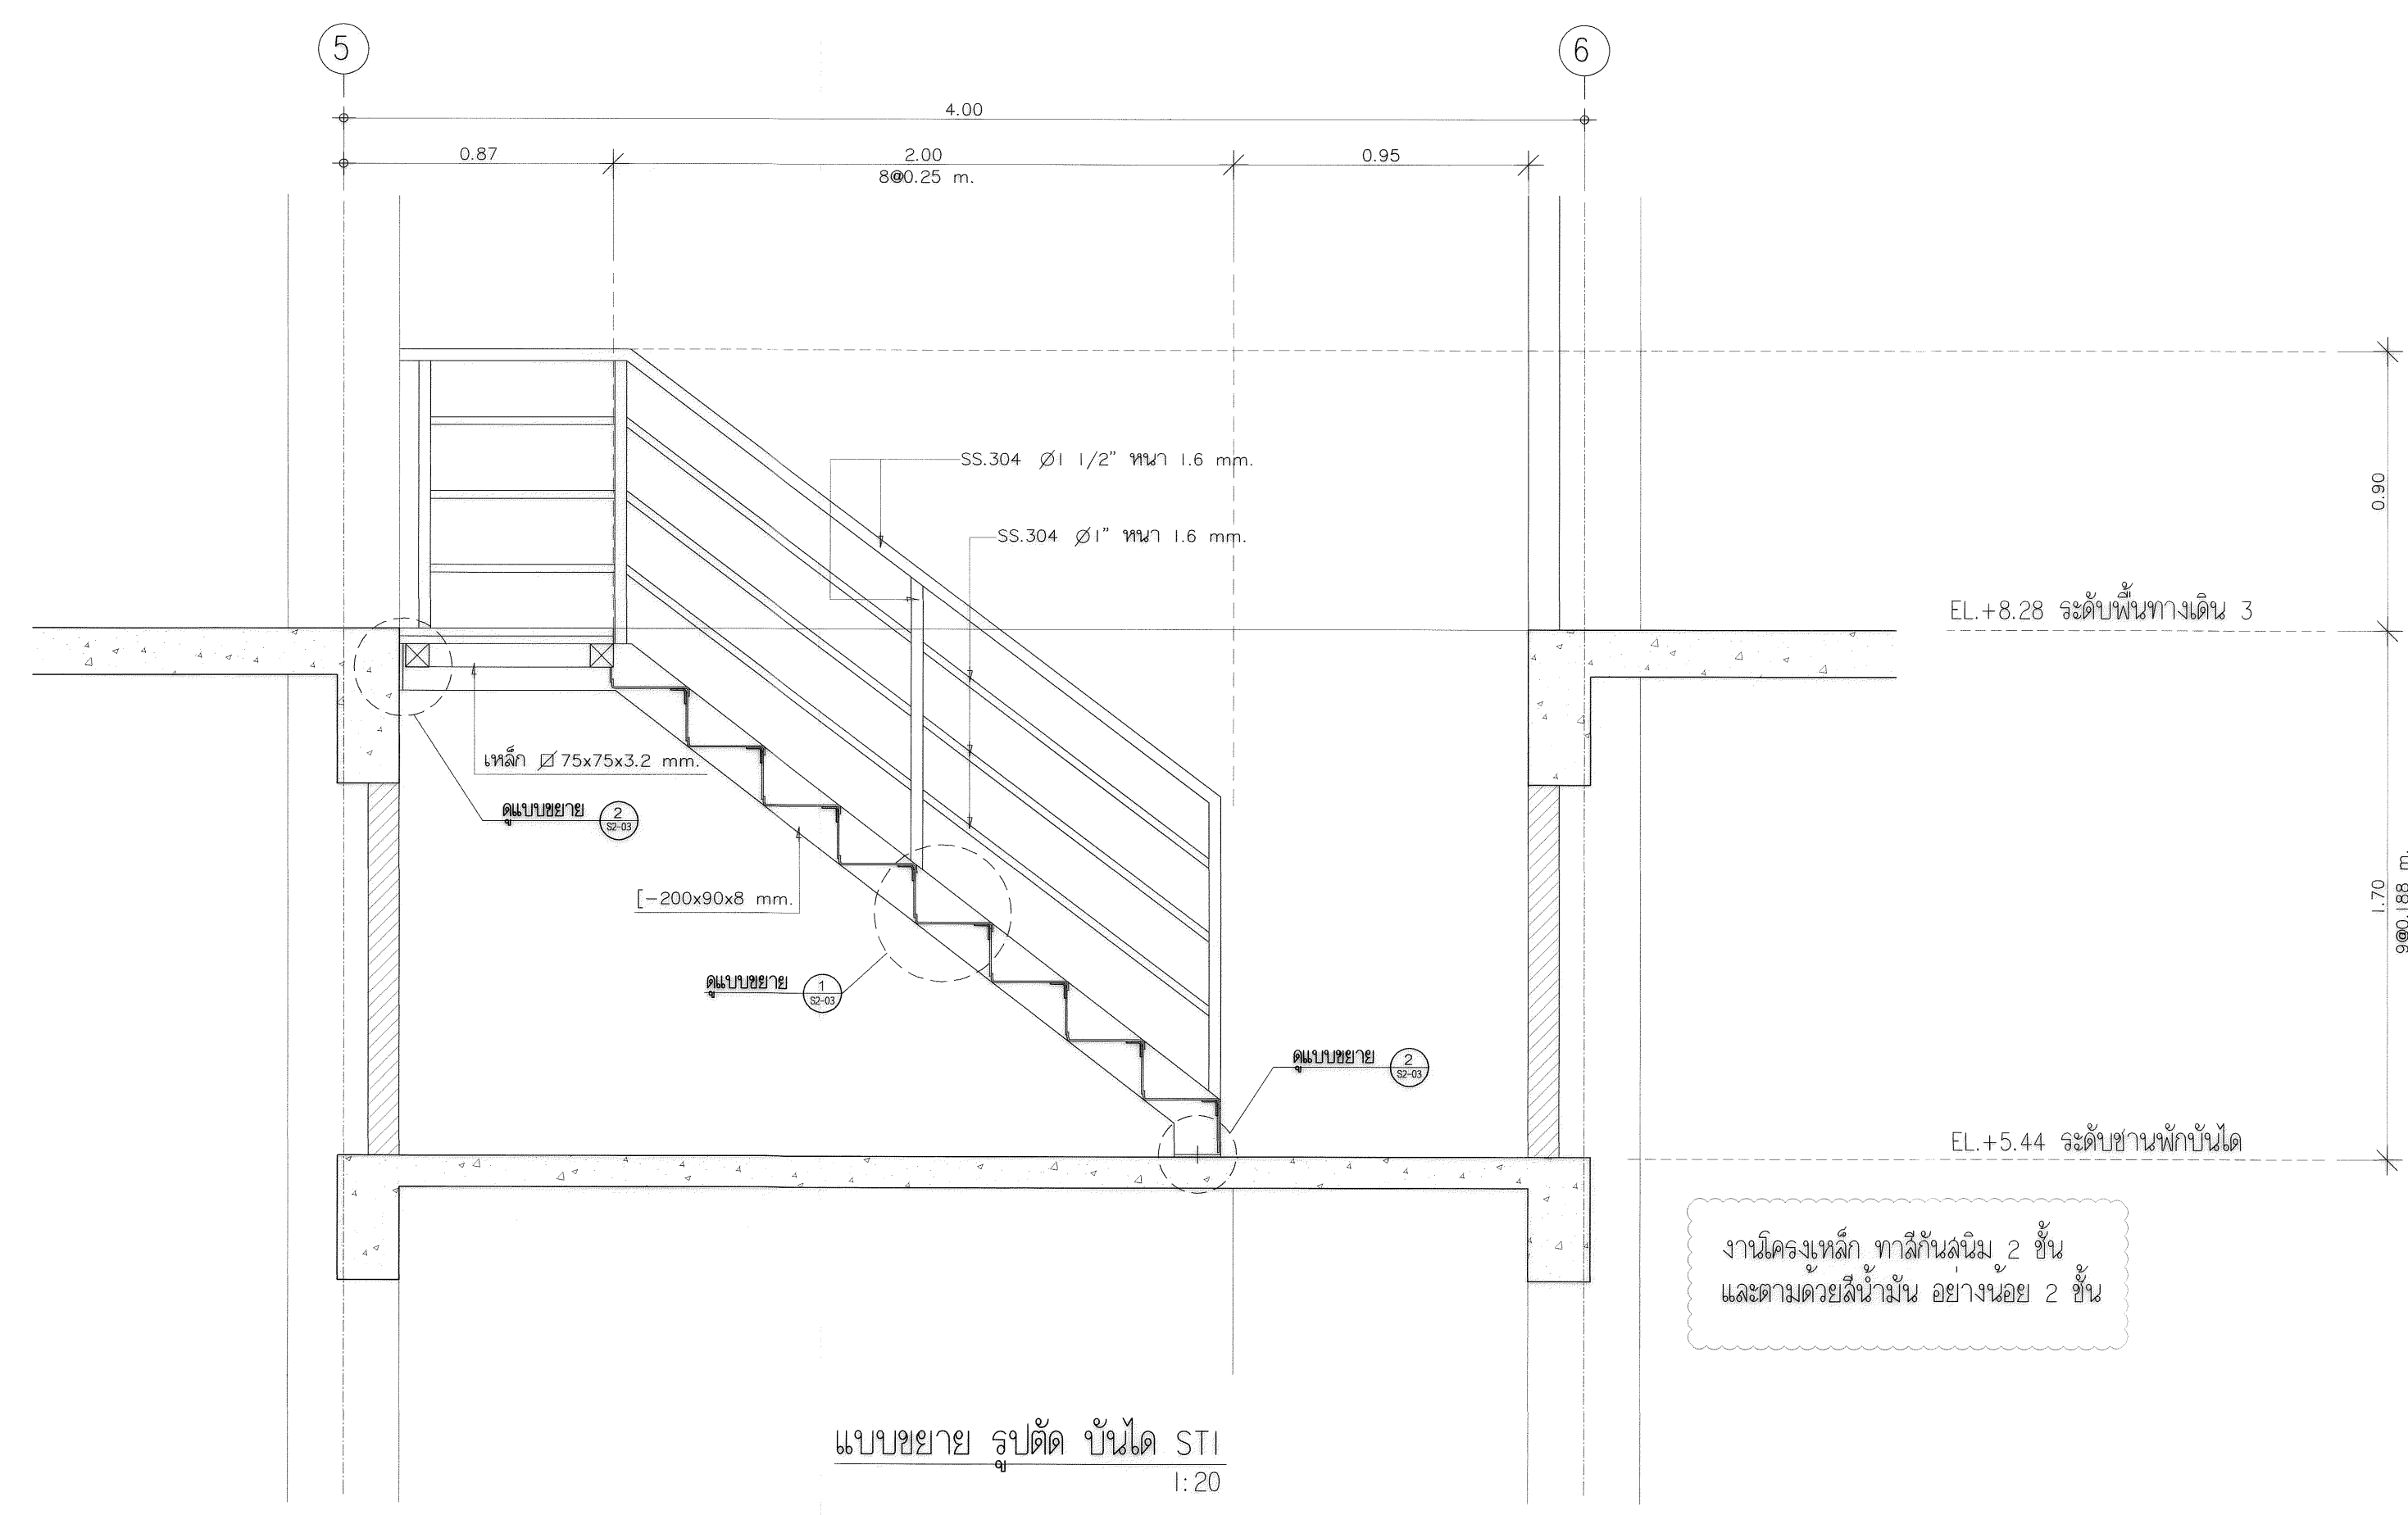 5
6
4.00
0.87
2.00
0.95
8@0.25 m.
SS.304 Ø1 1/2" หนา 1.6 mm.
0.90
SS.304 Ø1" หนา 1.6 mm.
EL.+8.28 ระดับพื้นทางเดิน 3
เหล็ก 75x75x3.2 mm.
ดูแบบขยาย 2
S2-03
[-200x90x8 mm.
1.70
9@0.188 m.
ดูแบบขยาย 1
S2-03
ดูแบบขยาย 2
S2-03
EL.+5.44 ระดับชานพักบันได
งานโครงเหล็ก ทาสีกันสนิม 2 ชั้น
และตามด้วยสีน้ำมัน อย่างน้อย 2 ชั้น
แบบขยาย รูปตัด บันได ST1
1:20